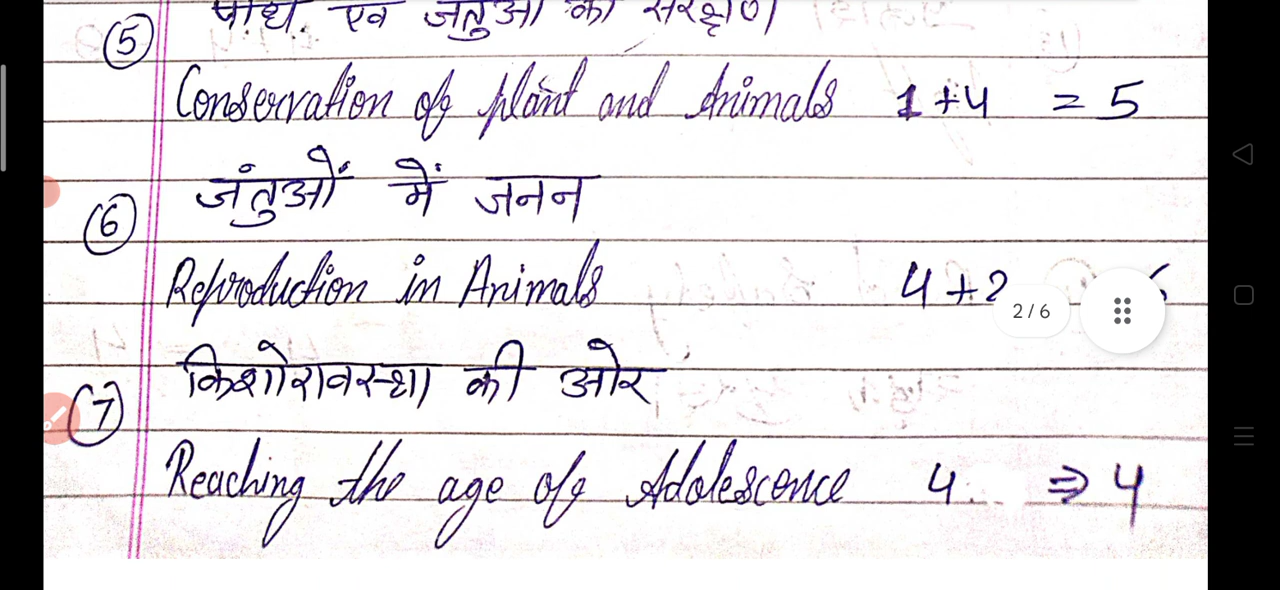 पौधे एवं जंतुओं का संरक्षण
⑤
Conservation of plant and Animals 1+4 = 5
जंतुओं में जनन
⑥
Reproduction in Animals 4+2
2/6
किशोरावस्था की ओर
⑦
Reaching the age of Adolescence 4 ⇒ 4